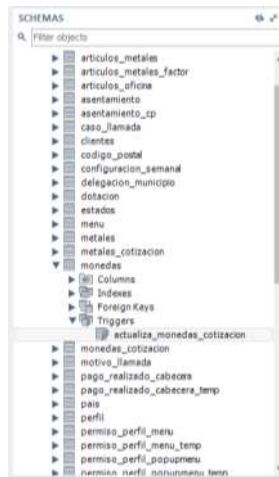 SCHEMAS
Filter objects
articulos_metales
articulos_metales_factor
articulos_oficina
asentamiento
asentamiento_cp
caso_llamada
clientes
codigo_postal
configuracion_semanal
delegacion_municipio
dotacion
estados
menu
metales
metales_cotizacion
monedas
Columns
Indexes
Foreign Keys
Triggers
actualiza_monedas_cotizacion
monedas_cotizacion
motivo_llamada
pago_realizado_cabecera
pago_realizado_cabecera_temp
pais
perfil
permiso_perfil_menu
permiso_perfil_menu_temp
permiso_perfil_popupmenu
permiso_perfil_popupmenu_temp